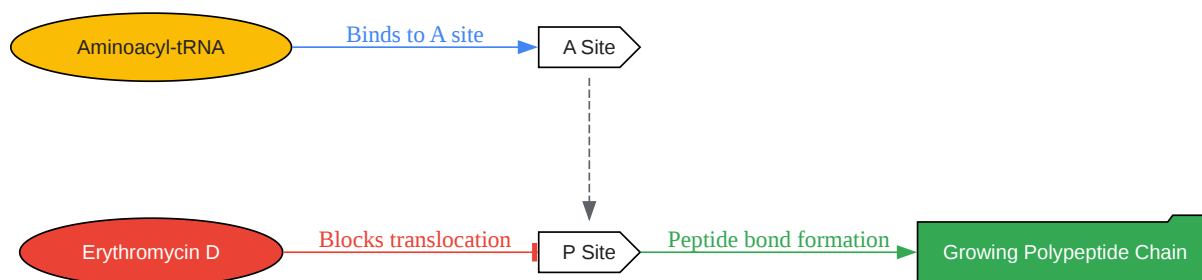 Aminoacyl-tRNA
Binds to A site
A Site
Erythromycin D
Blocks translocation
P Site
Peptide bond formation
Growing Polypeptide Chain